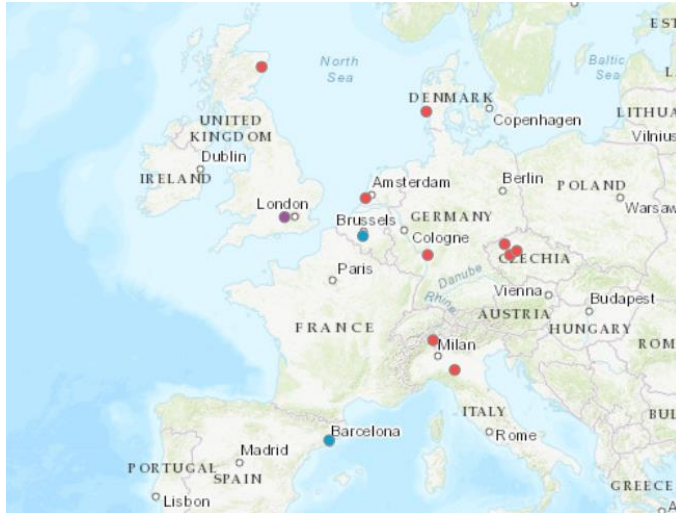 North
Sea
EST
Baltic
Sea
L
DENMARK
Copenhagen
LITHUA
Vilnius
UNITED
KINGDOM
Dublin
IRELAND
Amsterdam
Berlin
POLAND
Warsaw
London
Brussels
GERMANY
Cologne
CZECHIA
Paris
Danube
Rhine
Vienna
Budapest
AUSTRIA
HUNGARY
FRANCE
Milan
ROM
ITALY
BUL
Barcelona
Rome
Madrid
PORTUGAL
SPAIN
Lisbon
GREECE
A